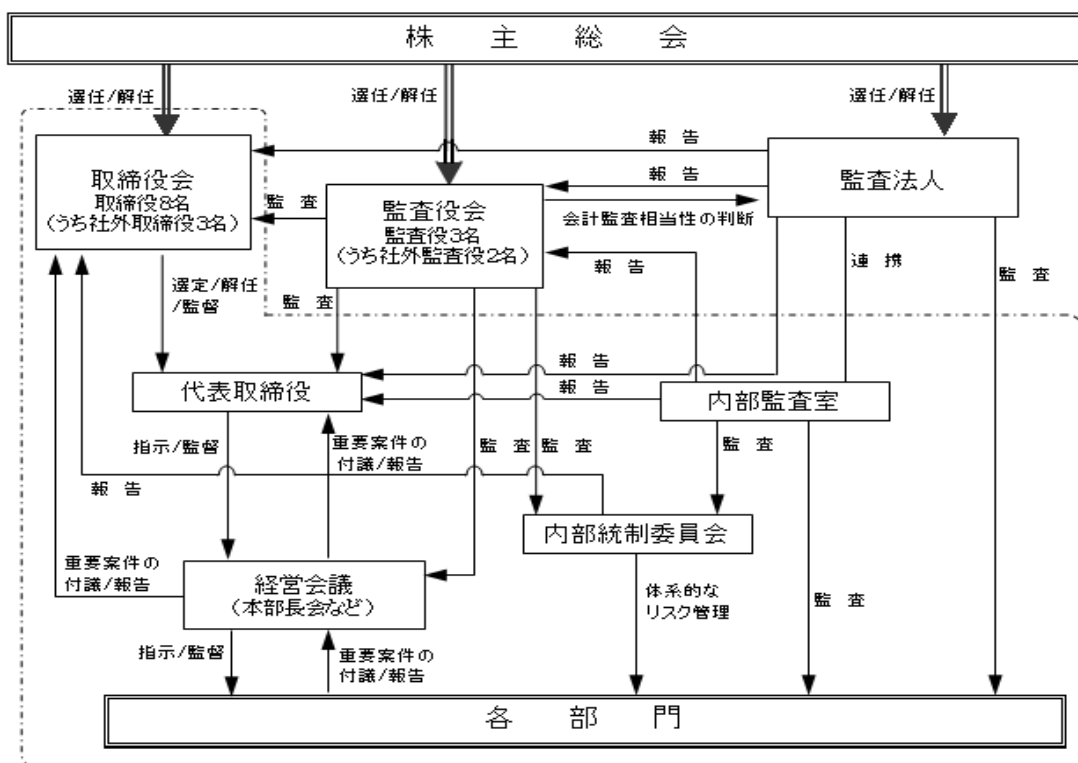 株 主 総 会
選任/解任
選任/解任
選任/解任
取締役会
取締役8名
(うち社外取締役3名)
監査役会
監査役3名
(うち社外監査役2名)
監査法人
報 告
報 告
会計監査相当性の判断
監 査
報 告
連 携
監 査
選定/解任
/監督
監 査
代表取締役
報 告
報 告
内部監査室
指示/監督
重要案件の
付議/報告
監 査
監 査
監 査
報 告
内部統制委員会
重要案件の
付議/報告
経営会議
(本部長会など)
体系的な
リスク管理
監 査
指示/監督
重要案件の
付議/報告
各 部 門